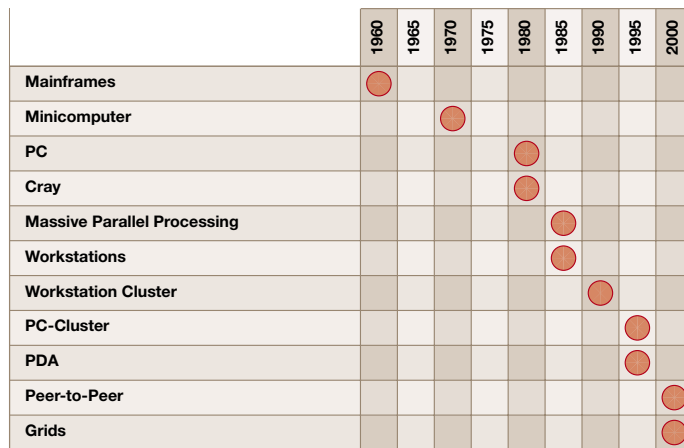 1960 1965 1970 1975 1980 1985 1990 1995 2000
Mainframes
Minicomputer
PC
Cray
Massive Parallel Processing
Workstations
Workstation Cluster
PC-Cluster
PDA
Peer-to-Peer
Grids